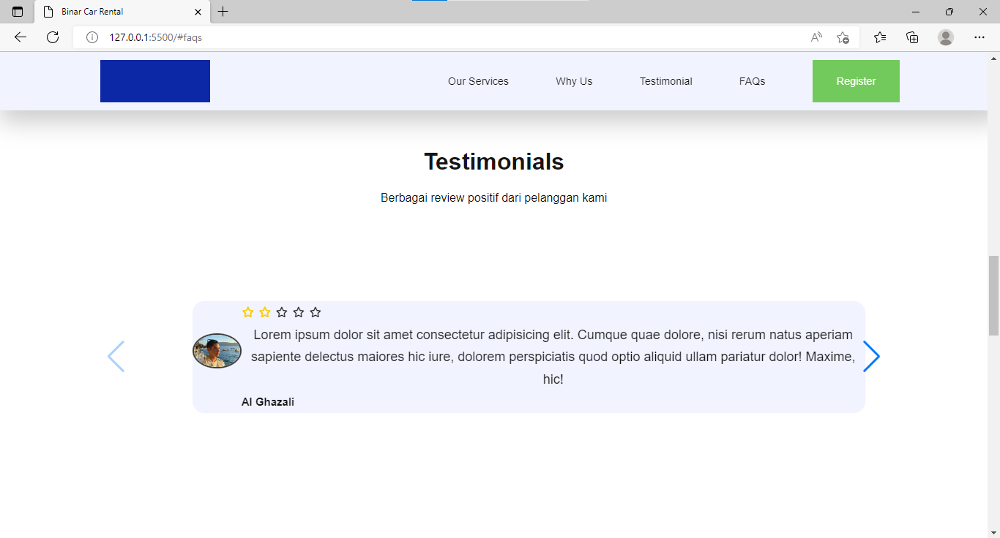 Binar Car Rental
127.0.0.1:5500/#faqs
Our Services
Why Us
Testimonial
FAQs
Register
Testimonials
Berbagai review positif dari pelanggan kami
Lorem ipsum dolor sit amet consectetur adipisicing elit. Cumque quae dolore, nisi rerum natus aperiam
sapiente delectus maiores hic iure, dolorem perspiciatis quod optio aliquid ullam pariatur dolor! Maxime,
hic!
Al Ghazali